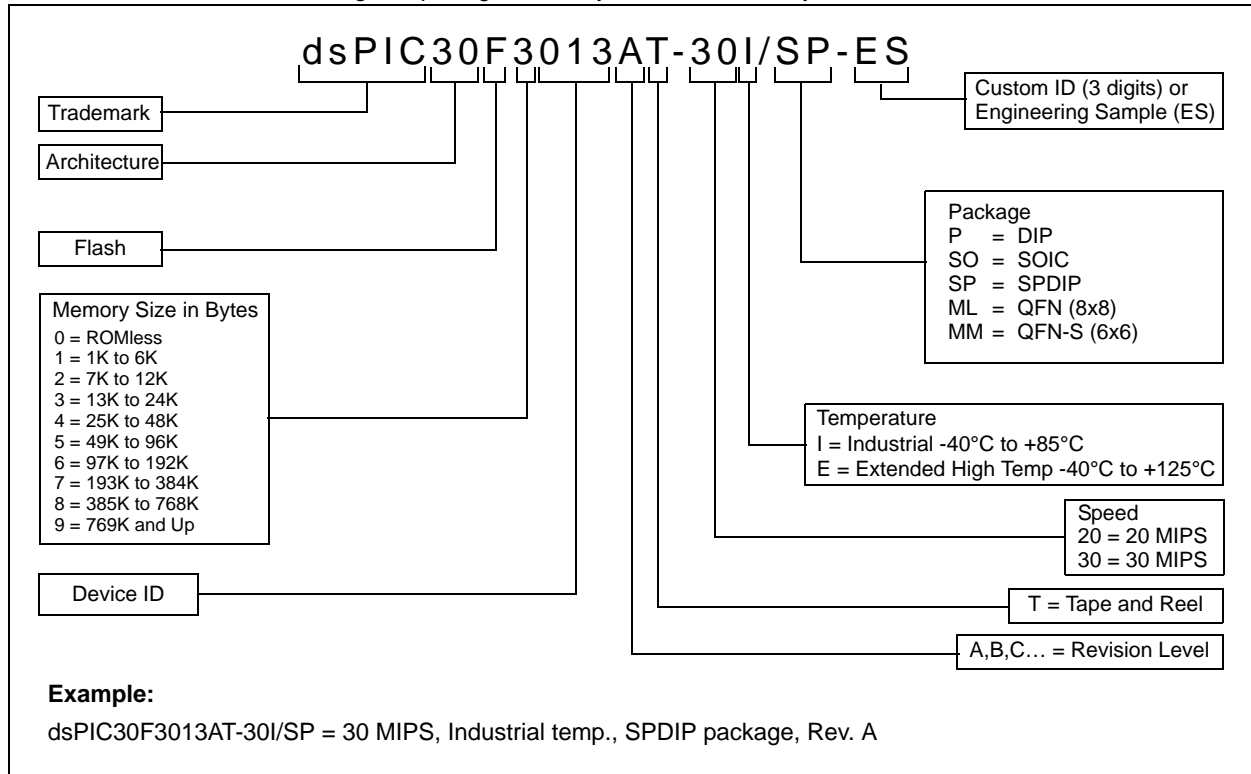 dsPIC30F3013AT-30I/SP-ES
Trademark
Architecture
Flash
Memory Size in Bytes
0 = ROMless
1 = 1K to 6K
2 = 7K to 12K
3 = 13K to 24K
4 = 25K to 48K
5 = 49K to 96K
6 = 97K to 192K
7 = 193K to 384K
8 = 385K to 768K
9 = 769K and Up
Device ID
Custom ID (3 digits) or
Engineering Sample (ES)
Package
P = DIP
SO = SOIC
SP = SPDIP
ML = QFN (8x8)
MM = QFN-S (6x6)
Temperature
I = Industrial -40°C to +85°C
E = Extended High Temp -40°C to +125°C
Speed
20 = 20 MIPS
30 = 30 MIPS
T = Tape and Reel
A,B,C… = Revision Level
Example:
dsPIC30F3013AT-30I/SP = 30 MIPS, Industrial temp., SPDIP package, Rev. A